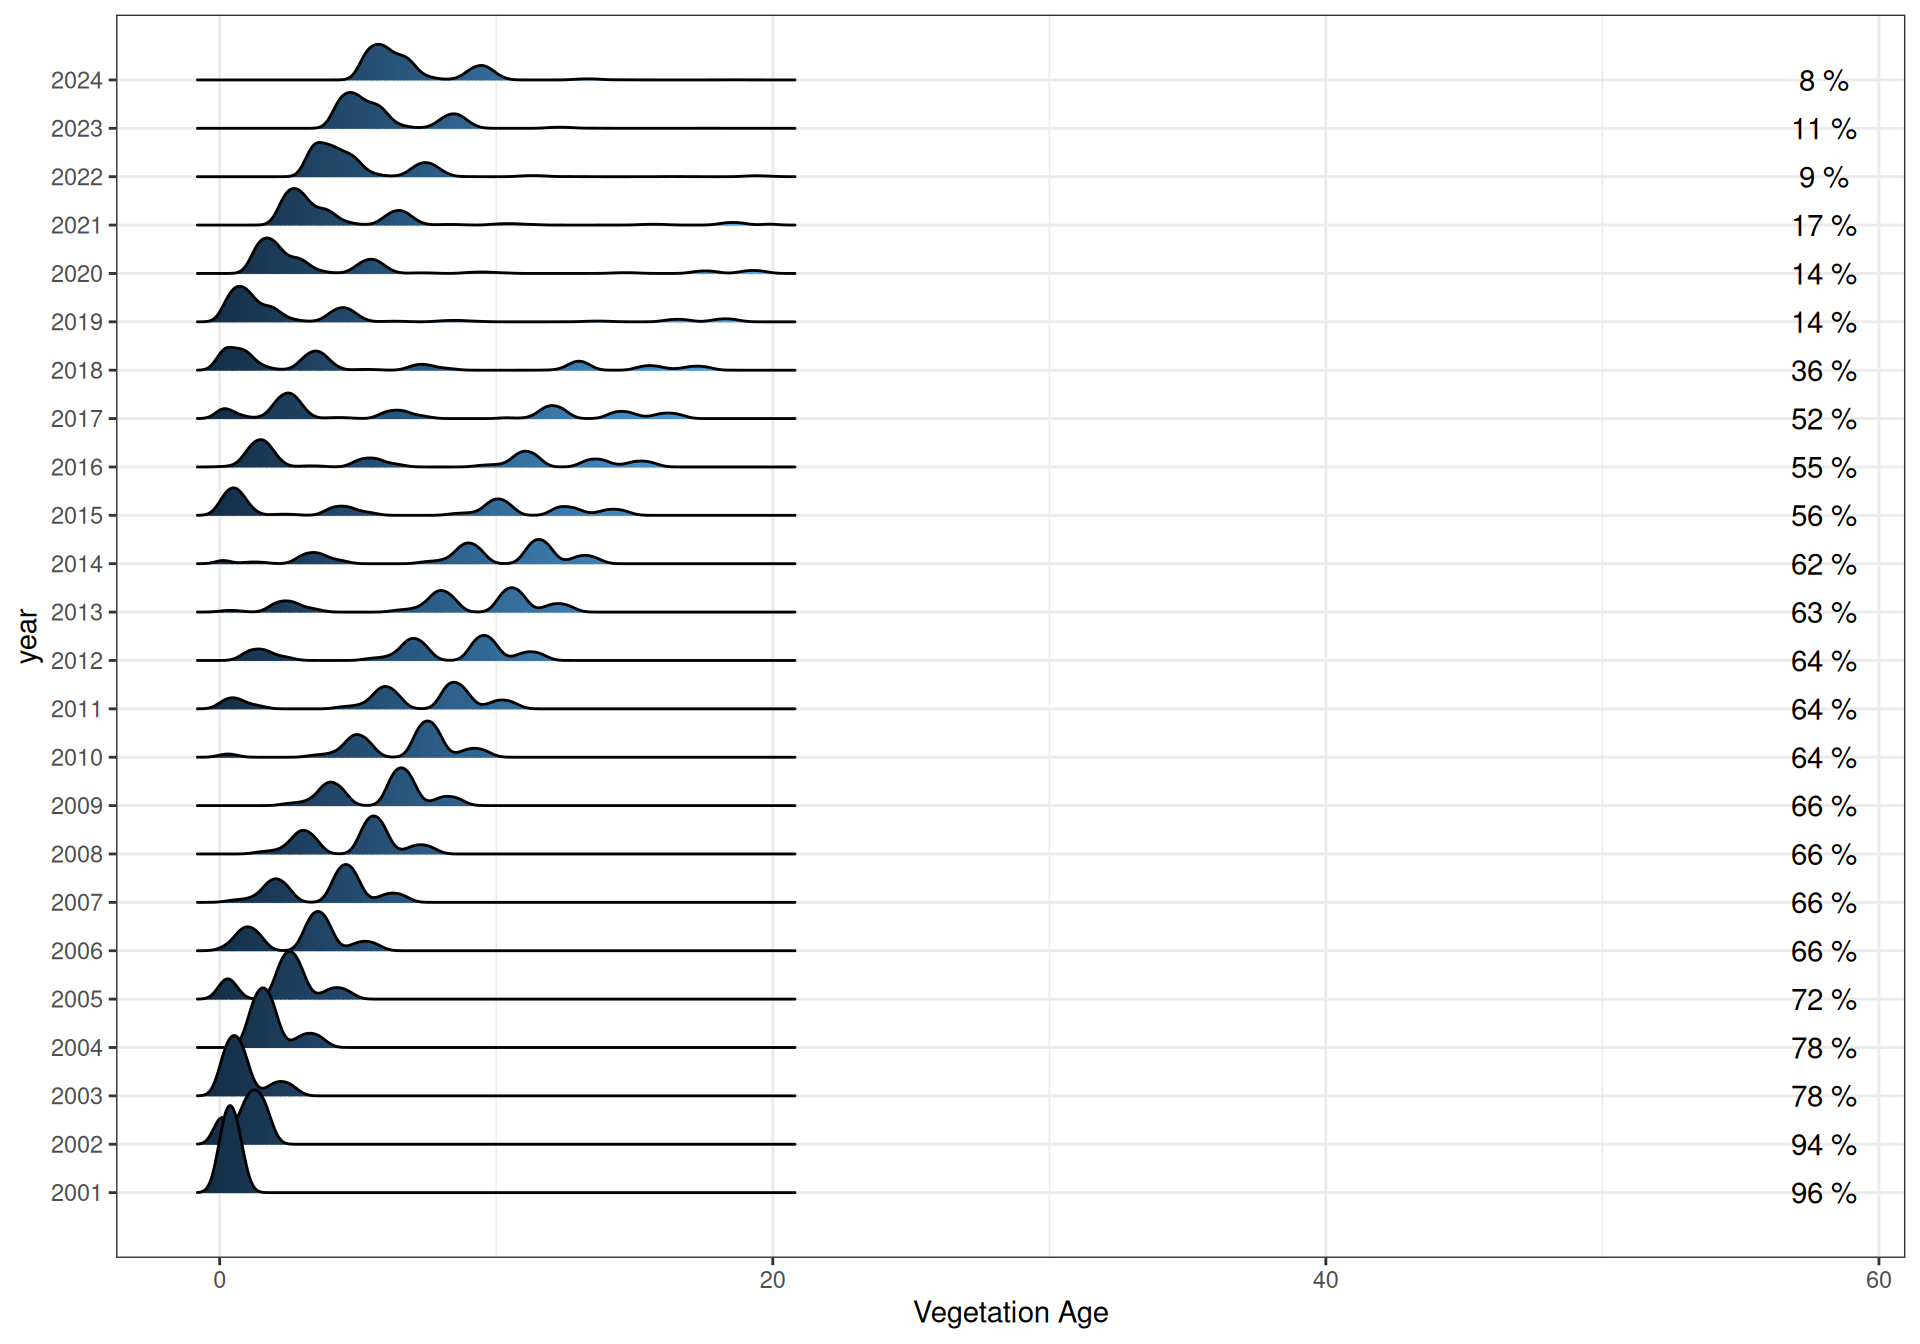 2024 8 %
2023 11 %
2022 9 %
2021 17 %
2020 14 %
2019 14 %
2018 36 %
2017 52 %
2016 55 %
2015 56 %
2014 62 %
2013 63 %
2012 64 %
2011 64 %
2010 64 %
2009 66 %
2008 66 %
2007 66 %
2006 66 %
2005 72 %
2004 78 %
2003 78 %
2002 94 %
2001 96 %
year
0 20 40 60
Vegetation Age